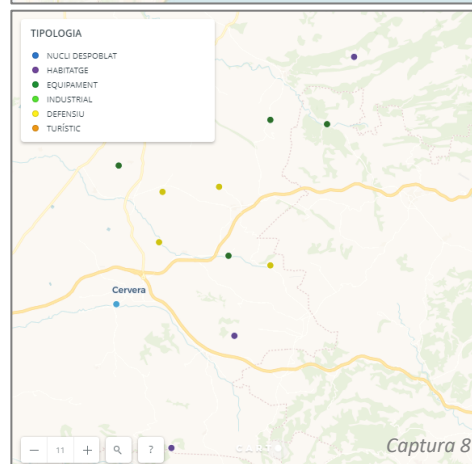 TIPOLOGIA
NUCLI DESPOBLAT
HABITATGE
EQUIPAMENT
INDUSTRIAL
DEFENSIU
TURÍSTIC
Cervera
− 11 + ?
Captura 8